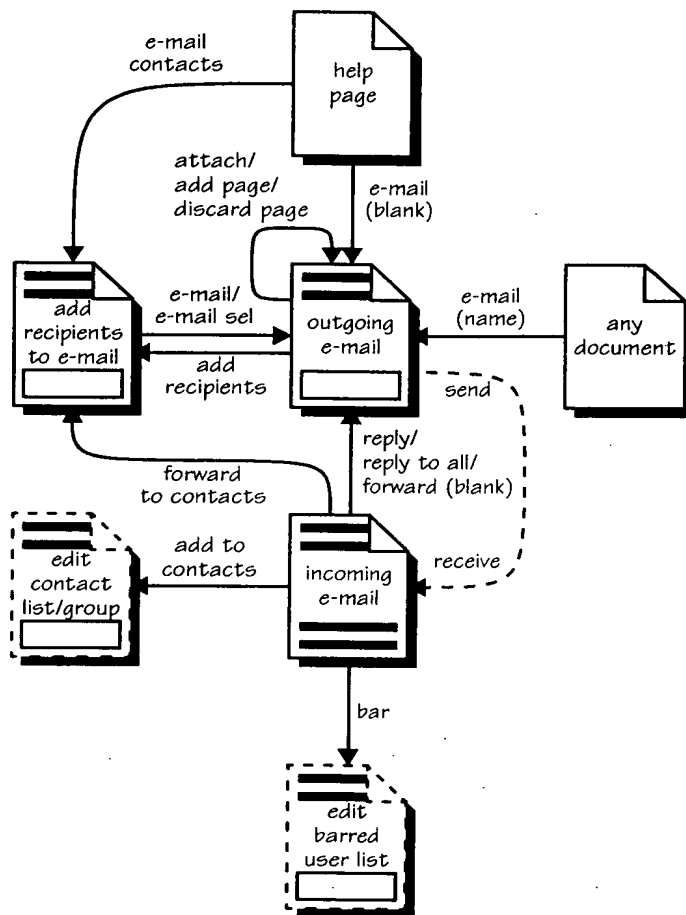 e-mail
contacts
help
page
attach/
add page/
discard page
e-mail
(blank)
add
recipients
to e-mail
e-mail/
e-mail sel
add
recipients
outgoing
e-mail
e-mail
(name)
any
document
send
reply/
reply to all/
forward (blank)
forward
to contacts
edit
contact
list/group
add to
contacts
incoming
e-mail
receive
bar
edit
barred
user list